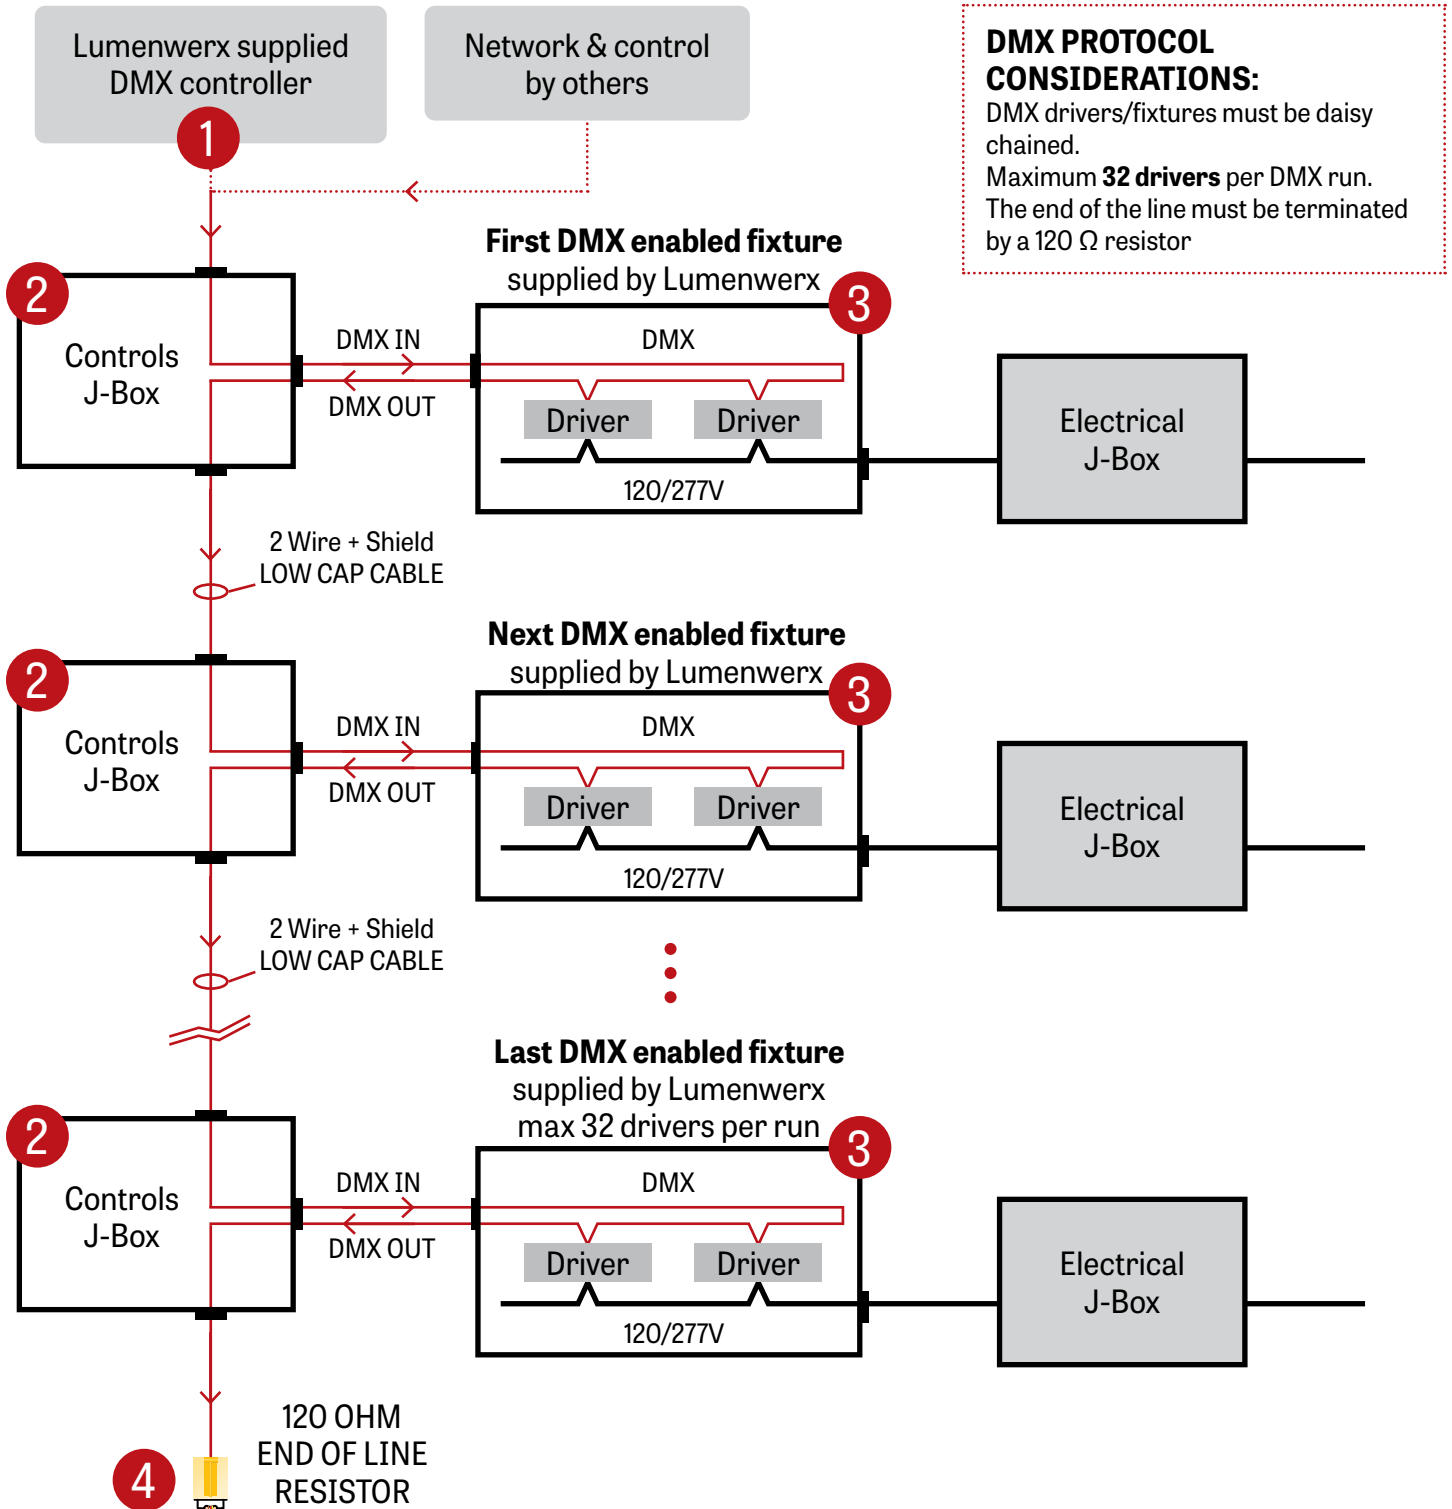 Lumenwerx supplied
DMX controller
1
Network & control
by others
DMX PROTOCOL
CONSIDERATIONS:
DMX drivers/fixtures must be daisy
chained.
Maximum 32 drivers per DMX run.
The end of the line must be terminated
by a 120 Ω resistor
First DMX enabled fixture
supplied by Lumenwerx
2
3
Controls
J-Box
DMX IN
DMX OUT
DMX
Driver
Driver
120/277V
Electrical
J-Box
2 Wire + Shield
LOW CAP CABLE
Next DMX enabled fixture
supplied by Lumenwerx
2
3
Controls
J-Box
DMX IN
DMX OUT
DMX
Driver
Driver
120/277V
Electrical
J-Box
2 Wire + Shield
LOW CAP CABLE
Last DMX enabled fixture
supplied by Lumenwerx
max 32 drivers per run
2
3
Controls
J-Box
DMX IN
DMX OUT
DMX
Driver
Driver
120/277V
Electrical
J-Box
4
120 OHM
END OF LINE
RESISTOR